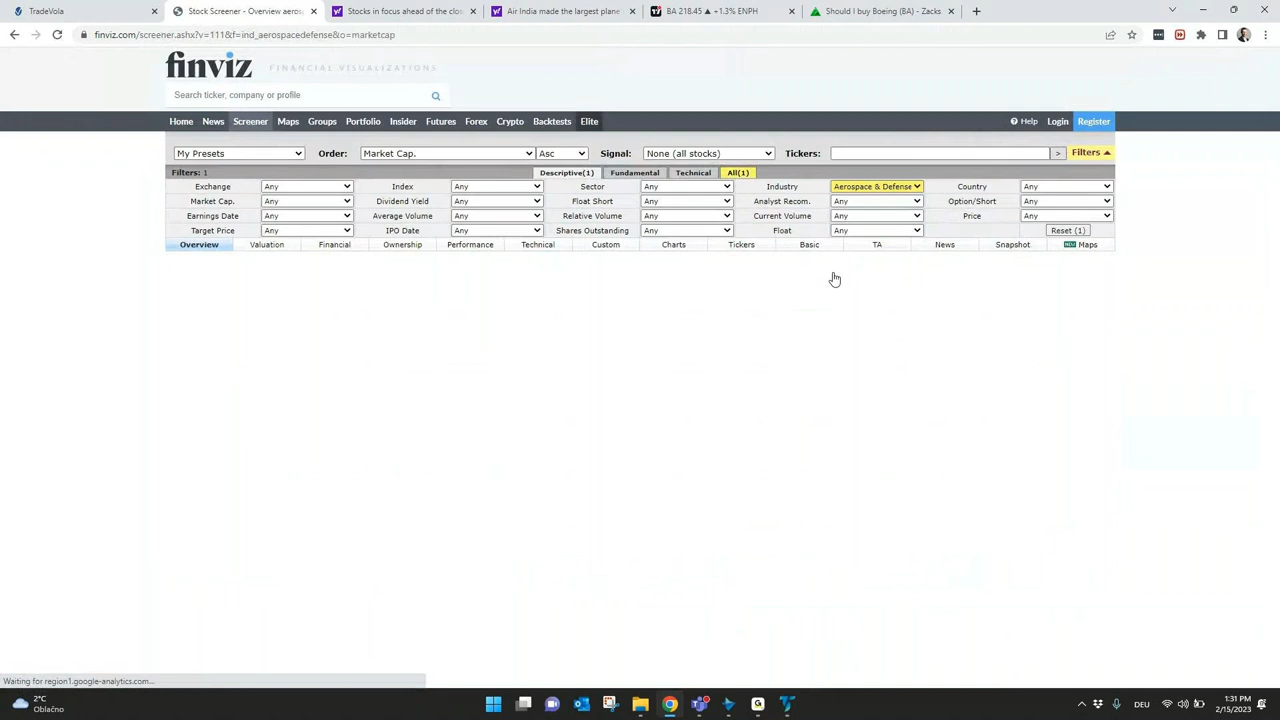 TradeVola
Stock Screener - Overview aeros
Stocks in focus ahead of the clo
Air India made the largest plane
BA 218.45 ▲ +1.3% ENPH
Should I buy Boeing (BA) - Zacks
finviz.com/screener.ashx?v=111&f=ind_aerospacedefense&o=marketcap
finviz FINANCIAL VISUALIZATIONS
Search ticker, company or profile
Home News Screener Maps Groups Portfolio Insider Futures Forex Crypto Backtests Elite Help Login Register
My Presets Order: Market Cap. Asc Signal: None (all stocks) Tickers: > Filters ▲
Filters: 1 Descriptive(1) Fundamental Technical All(1)
Exchange Any Index Any Sector Any Industry Aerospace & Defense Country Any
Market Cap. Any Dividend Yield Any Float Short Any Analyst Recom. Any Option/Short Any
Earnings Date Any Average Volume Any Relative Volume Any Current Volume Any Price Any
Target Price Any IPO Date Any Shares Outstanding Any Float Any Reset (1)
Overview Valuation Financial Ownership Performance Technical Custom Charts Tickers Basic TA News Snapshot NEW Maps
Waiting for region1.google-analytics.com...
2°C
Oblačno
DEU
1:31 PM
2/15/2023